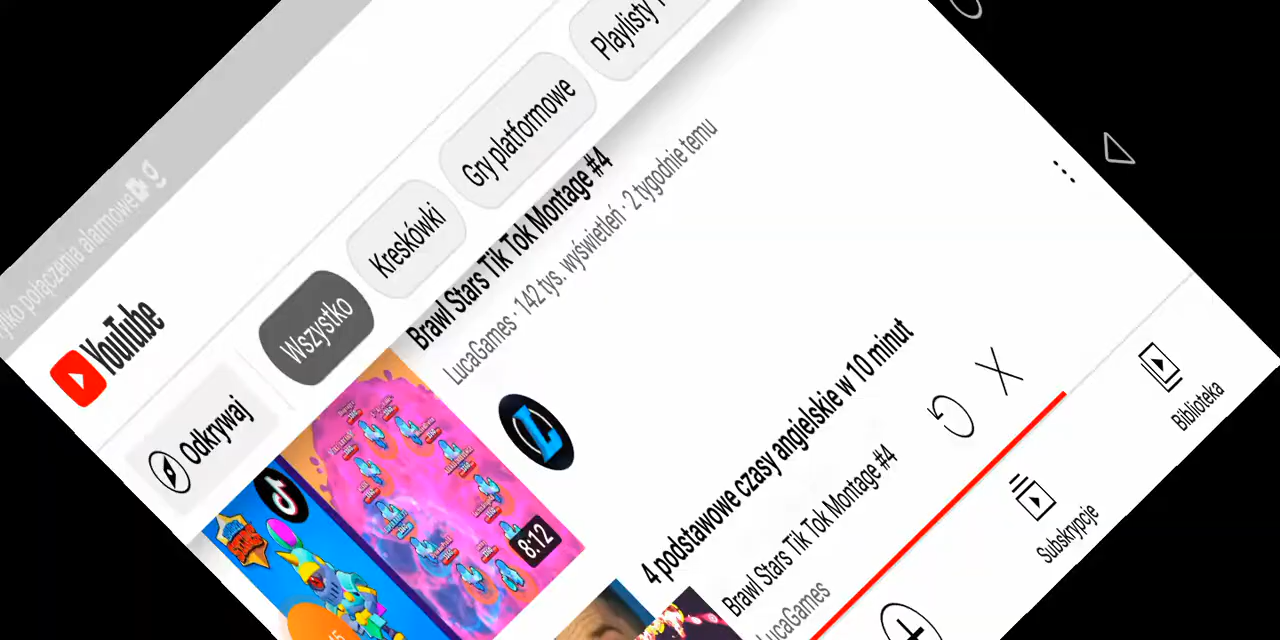 tylko połączenia alarmowe
YouTube
Odkrywaj
Wszystko
Kreskówki
Gry platformowe
Playlisty
8:12
Brawl Stars Tik Tok Montage #4
LucaGames · 142 tys. wyświetleń · 2 tygodnie temu
4 podstawowe czasy angielskie w 10 minut
Brawl Stars Tik Tok Montage #4
LucaGames
Subskrypcje
Biblioteka